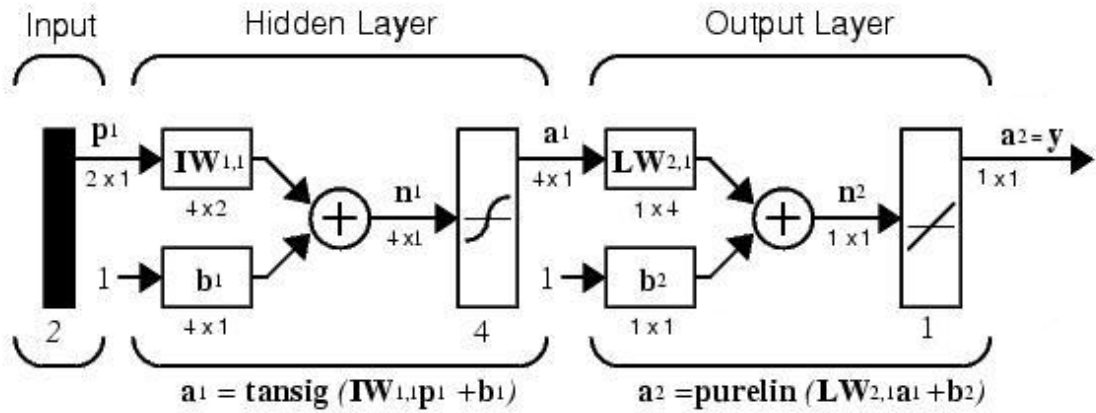 Input Hidden Layer Output Layer
p1 a1 a2 = y
IW1,1 LW2,1
2 x 1 4 x 1 1 x 1
n1 n2
4 x 2 1 x 4
4 x 1 1 x 1
1 b1 1 b2
4 x 1 1 x 1
2 4 1
a1 = tansig (IW1,1p1 +b1) a2 =purelin (LW2,1a1 +b2)